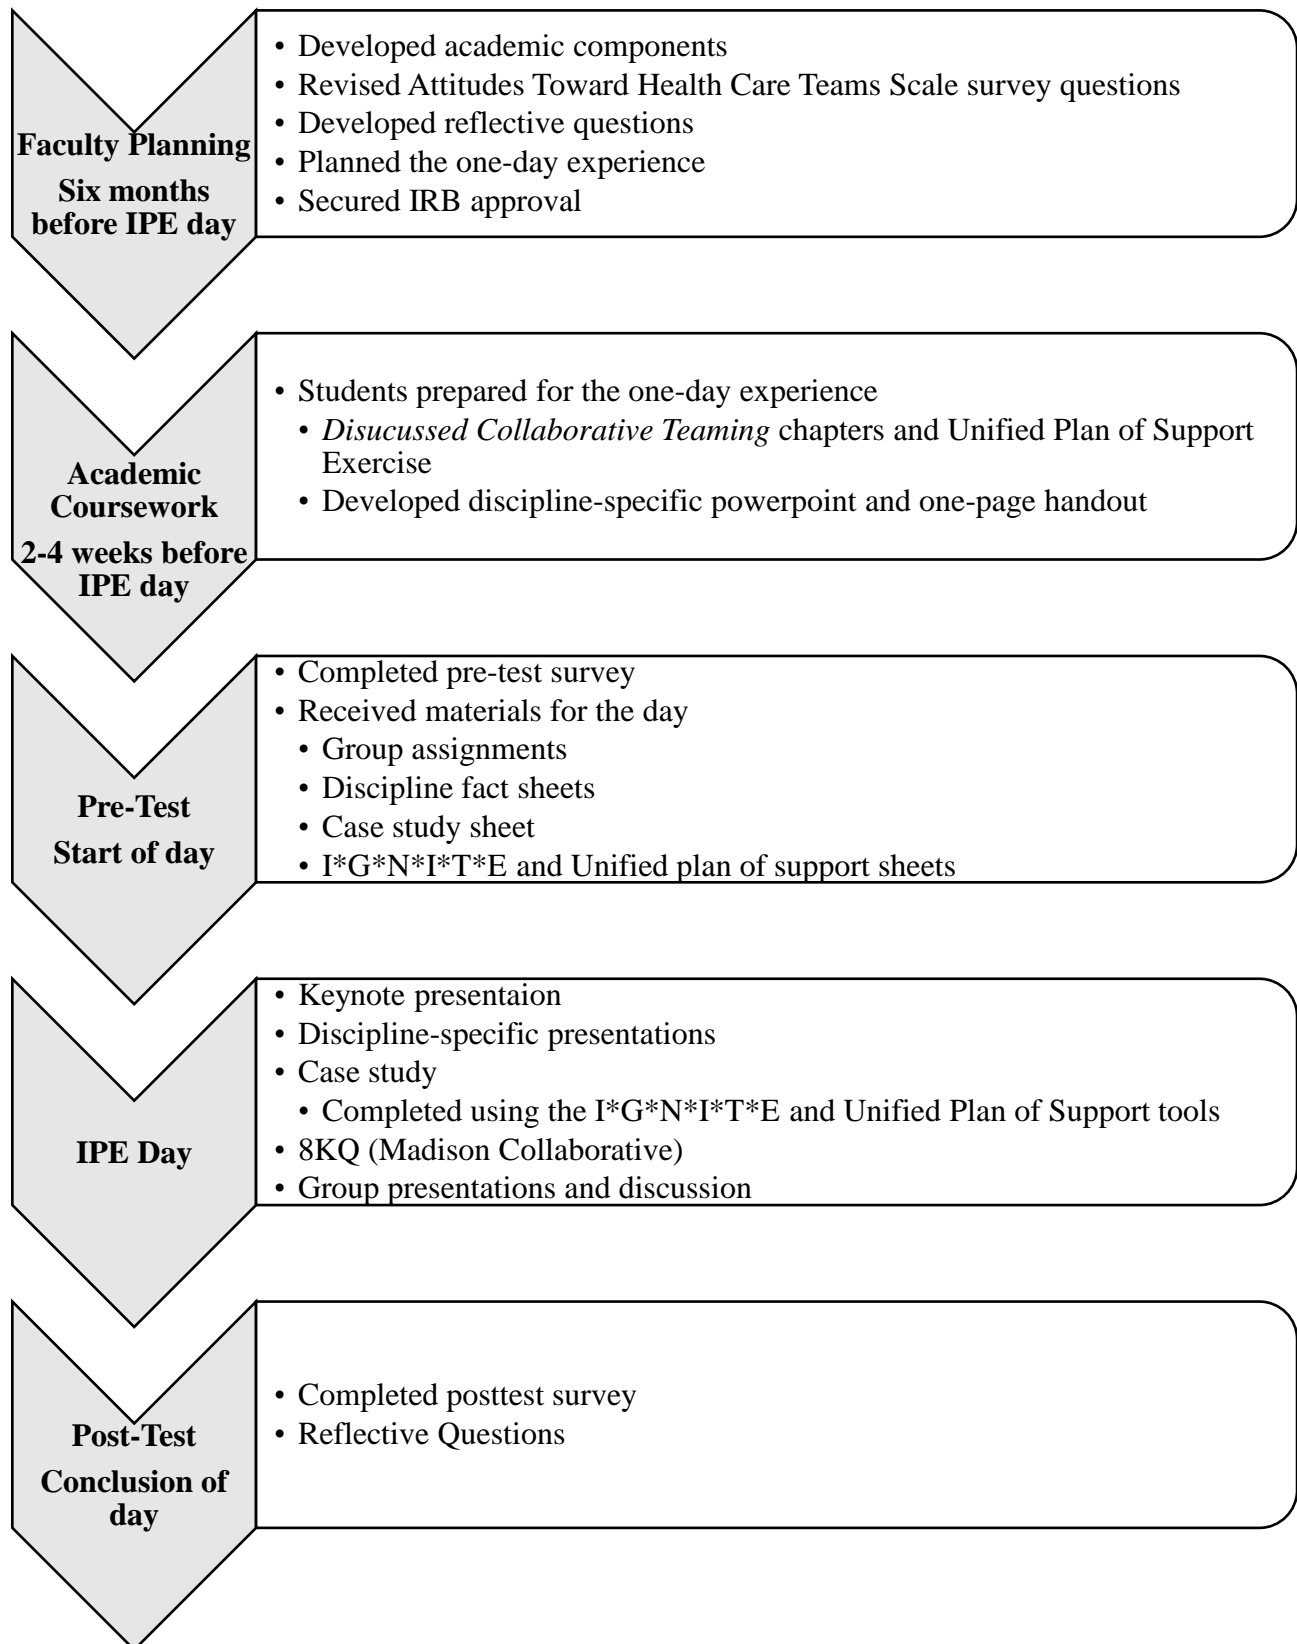 • Developed academic components
• Revised Attitudes Toward Health Care Teams Scale survey questions
• Developed reflective questions
• Planned the one-day experience
• Secured IRB approval
Faculty Planning
Six months
before IPE day
• Students prepared for the one-day experience
• Disucussed Collaborative Teaming chapters and Unified Plan of Support
Exercise
• Developed discipline-specific powerpoint and one-page handout
Academic
Coursework
2-4 weeks before
IPE day
• Completed pre-test survey
• Received materials for the day
• Group assignments
• Discipline fact sheets
• Case study sheet
• I*G*N*I*T*E and Unified plan of support sheets
Pre-Test
Start of day
• Keynote presentaion
• Discipline-specific presentations
• Case study
• Completed using the I*G*N*I*T*E and Unified Plan of Support tools
• 8KQ (Madison Collaborative)
• Group presentations and discussion
IPE Day
• Completed posttest survey
• Reflective Questions
Post-Test
Conclusion of
day